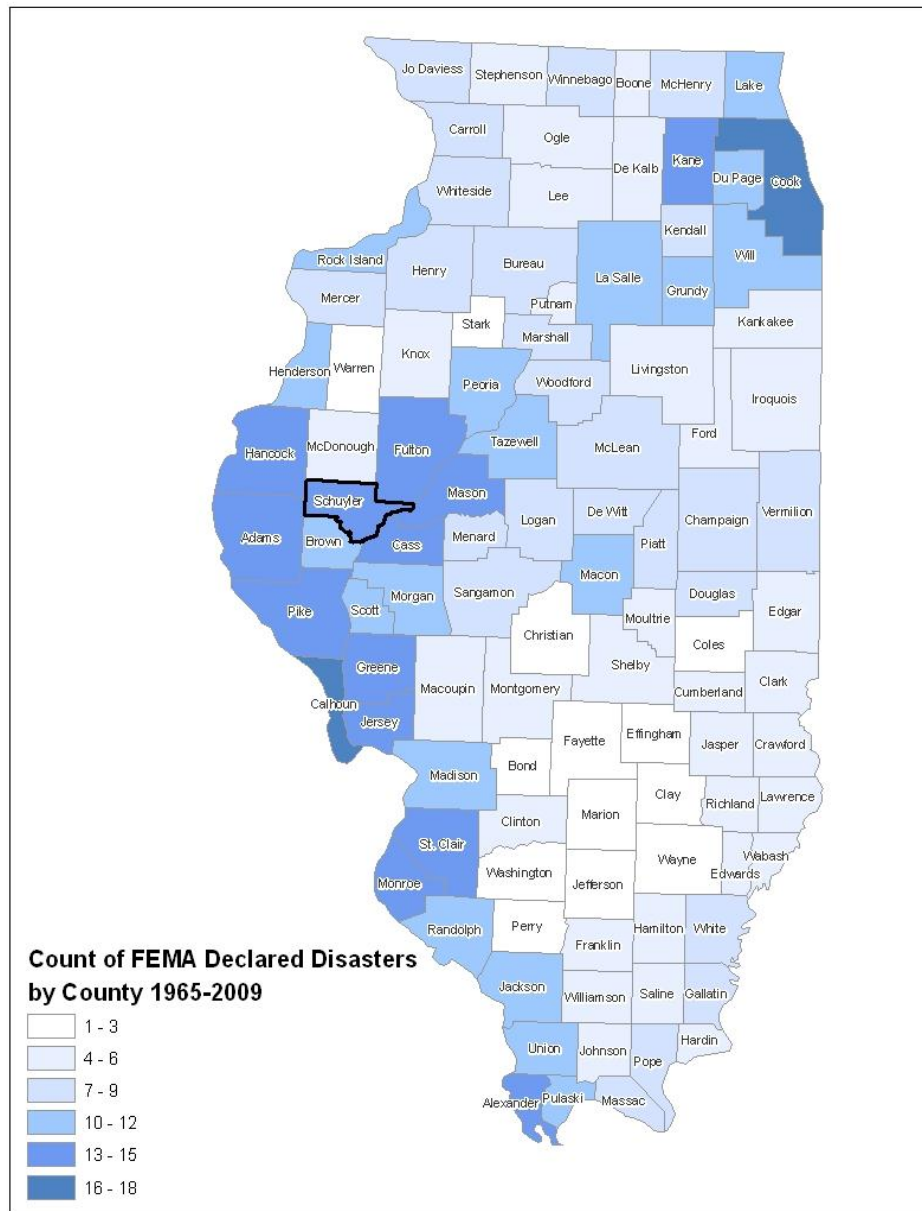 Jo Daviess
Stephenson
Winnebago
Boone
McHenry
Lake
Carroll
Ogle
De Kalb
Kane
Du Page
Cook
Whiteside
Lee
Kendall
Will
Rock Island
Henry
Bureau
La Salle
Grundy
Mercer
Putnam
Kankakee
Stark
Marshall
Henderson
Warren
Knox
Peoria
Woodford
Livingston
Iroquois
Hancock
McDonough
Fulton
Tazewell
McLean
Ford
Mason
Schuyler
Logan
De Witt
Champaign
Vermilion
Adams
Brown
Cass
Menard
Piatt
Macon
Pike
Scott
Morgan
Sangamon
Douglas
Edgar
Christian
Moultrie
Coles
Greene
Shelby
Calhoun
Macoupin
Montgomery
Cumberland
Clark
Jersey
Fayette
Effingham
Jasper
Crawford
Madison
Bond
Clay
Richland
Lawrence
Clinton
Marion
St. Clair
Wayne
Wabash
Washington
Edwards
Monroe
Jefferson
Randolph
Perry
Hamilton
White
Franklin
Jackson
Williamson
Saline
Gallatin
Union
Johnson
Pope
Hardin
Alexander
Pulaski
Massac
Count of FEMA Declared Disasters
by County 1965-2009
1 - 3
4 - 6
7 - 9
10 - 12
13 - 15
16 - 18